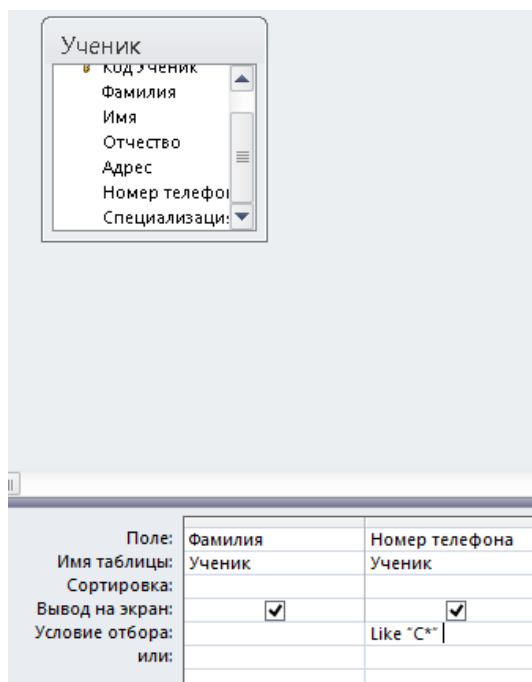 Ученик
Код Ученик
Фамилия
Имя
Отчество
Адрес
Номер телефон
Специализаци
Поле: Фамилия Номер телефона
Имя таблицы: Ученик Ученик
Сортировка:
Вывод на экран:
Условие отбора: Like "C*"
или: